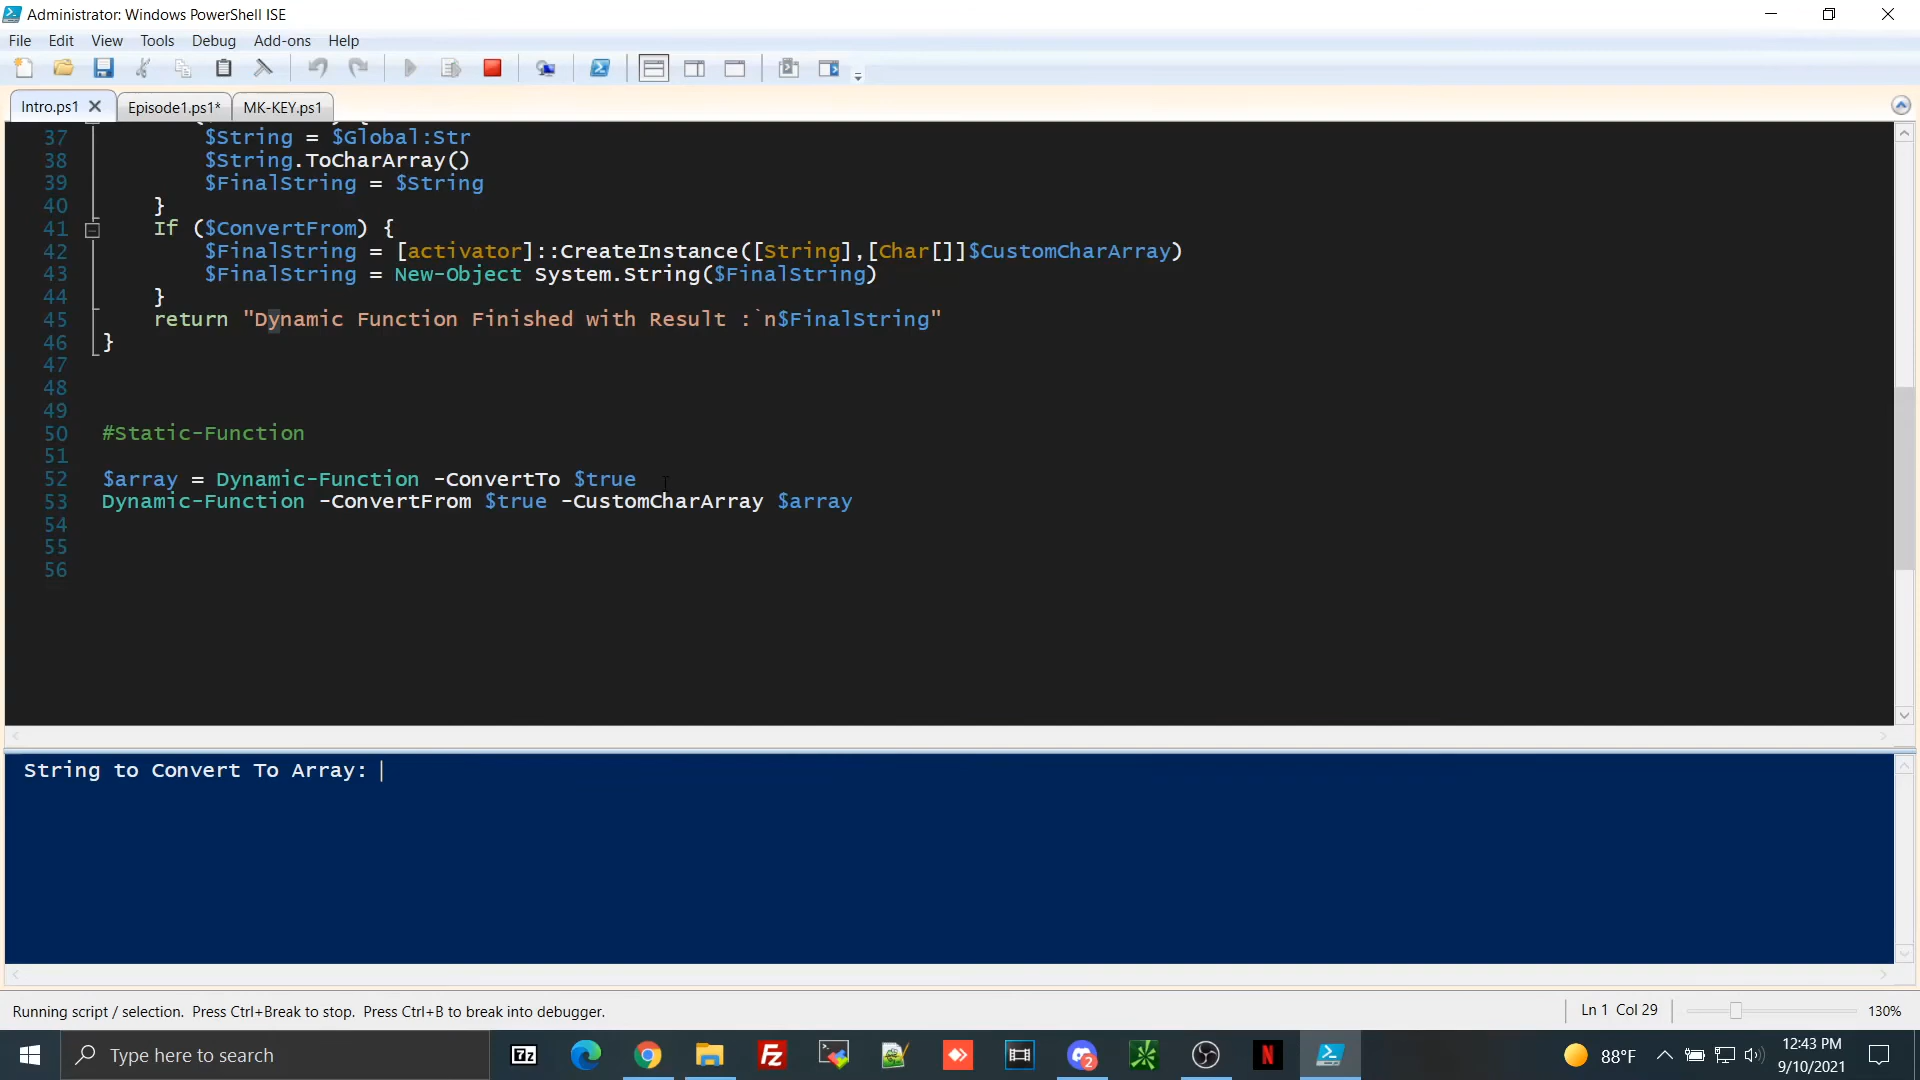 Administrator: Windows PowerShell ISE
File Edit View Tools Debug Add-ons Help
Intro.ps1 Episode1.ps1* MK-KEY.ps1
37 $String = $Global:Str
38 $String.ToCharArray()
39 $FinalString = $String
40 }
41 If ($ConvertFrom) {
42 $FinalString = [activator]::CreateInstance([String],[Char[]]$CustomCharArray)
43 $FinalString = New-Object System.String($FinalString)
44 }
45 return "Dynamic Function Finished with Result :`n$FinalString"
46 }
47
48
49
50 #Static-Function
51
52 $array = Dynamic-Function -ConvertTo $true
53 Dynamic-Function -ConvertFrom $true -CustomCharArray $array
54
55
56
String to Convert To Array:
Running script / selection. Press Ctrl+Break to stop. Press Ctrl+B to break into debugger.
Ln 1 Col 29
130%
Type here to search
7z
Fz
2
N
88°F
12:43 PM
9/10/2021